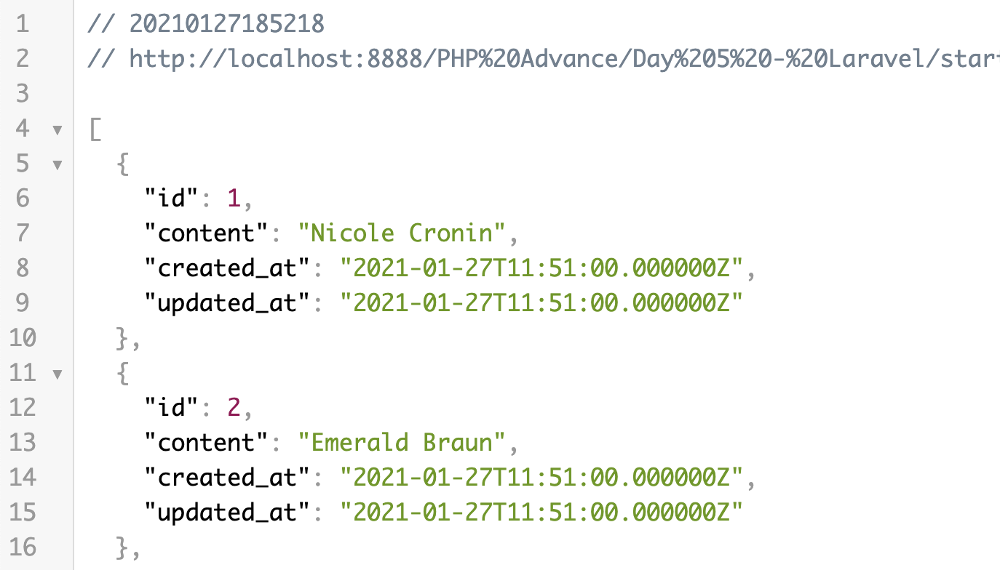 1 // 20210127185218
2 // http://localhost:8888/PHP%20Advance/Day%205%20-%20Laravel/star
3
4 ▼ [
5 ▼ {
6 "id": 1,
7 "content": "Nicole Cronin",
8 "created_at": "2021-01-27T11:51:00.000000Z",
9 "updated_at": "2021-01-27T11:51:00.000000Z"
10 },
11 ▼ {
12 "id": 2,
13 "content": "Emerald Braun",
14 "created_at": "2021-01-27T11:51:00.000000Z",
15 "updated_at": "2021-01-27T11:51:00.000000Z"
16 },